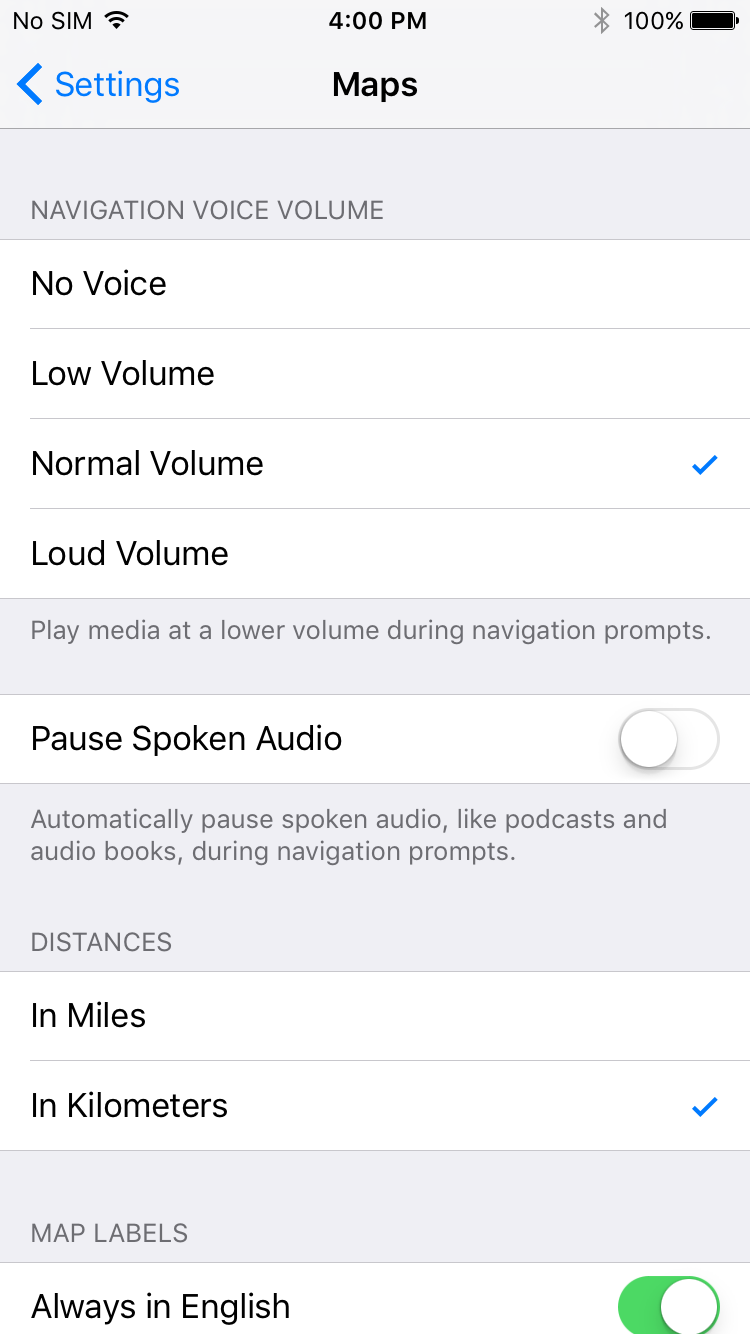 No SIM 4:00 PM 100%
Settings Maps
NAVIGATION VOICE VOLUME
No Voice
Low Volume
Normal Volume
Loud Volume
Play media at a lower volume during navigation prompts.
Pause Spoken Audio
Automatically pause spoken audio, like podcasts and
audio books, during navigation prompts.
DISTANCES
In Miles
In Kilometers
MAP LABELS
Always in English